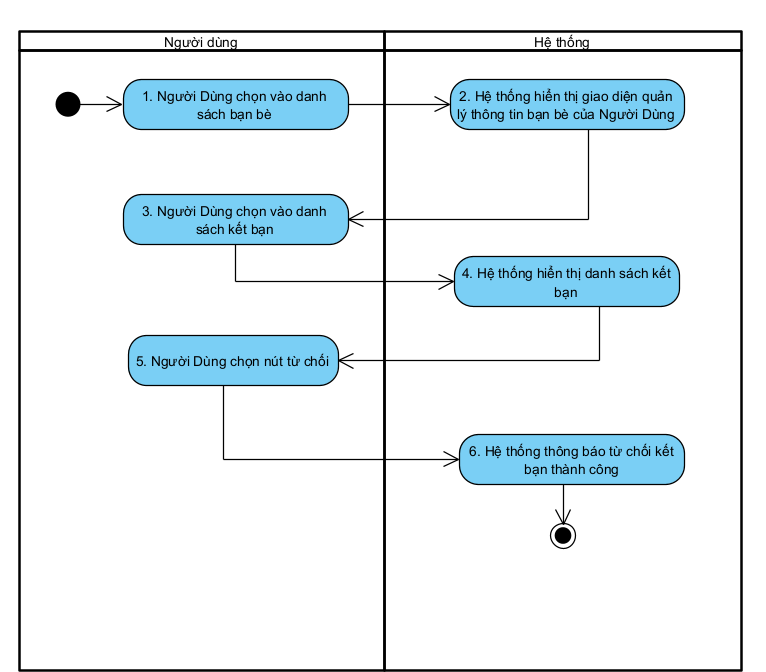 Người dùng
Hệ thống
1. Người Dùng chọn vào danh
sách bạn bè
2. Hệ thống hiển thị giao diện quản
lý thông tin bạn bè của Người Dùng
3. Người Dùng chọn vào danh
sách kết bạn
4. Hệ thống hiển thị danh sách kết
bạn
5. Người Dùng chọn nút từ chối
6. Hệ thống thông báo từ chối kết
bạn thành công